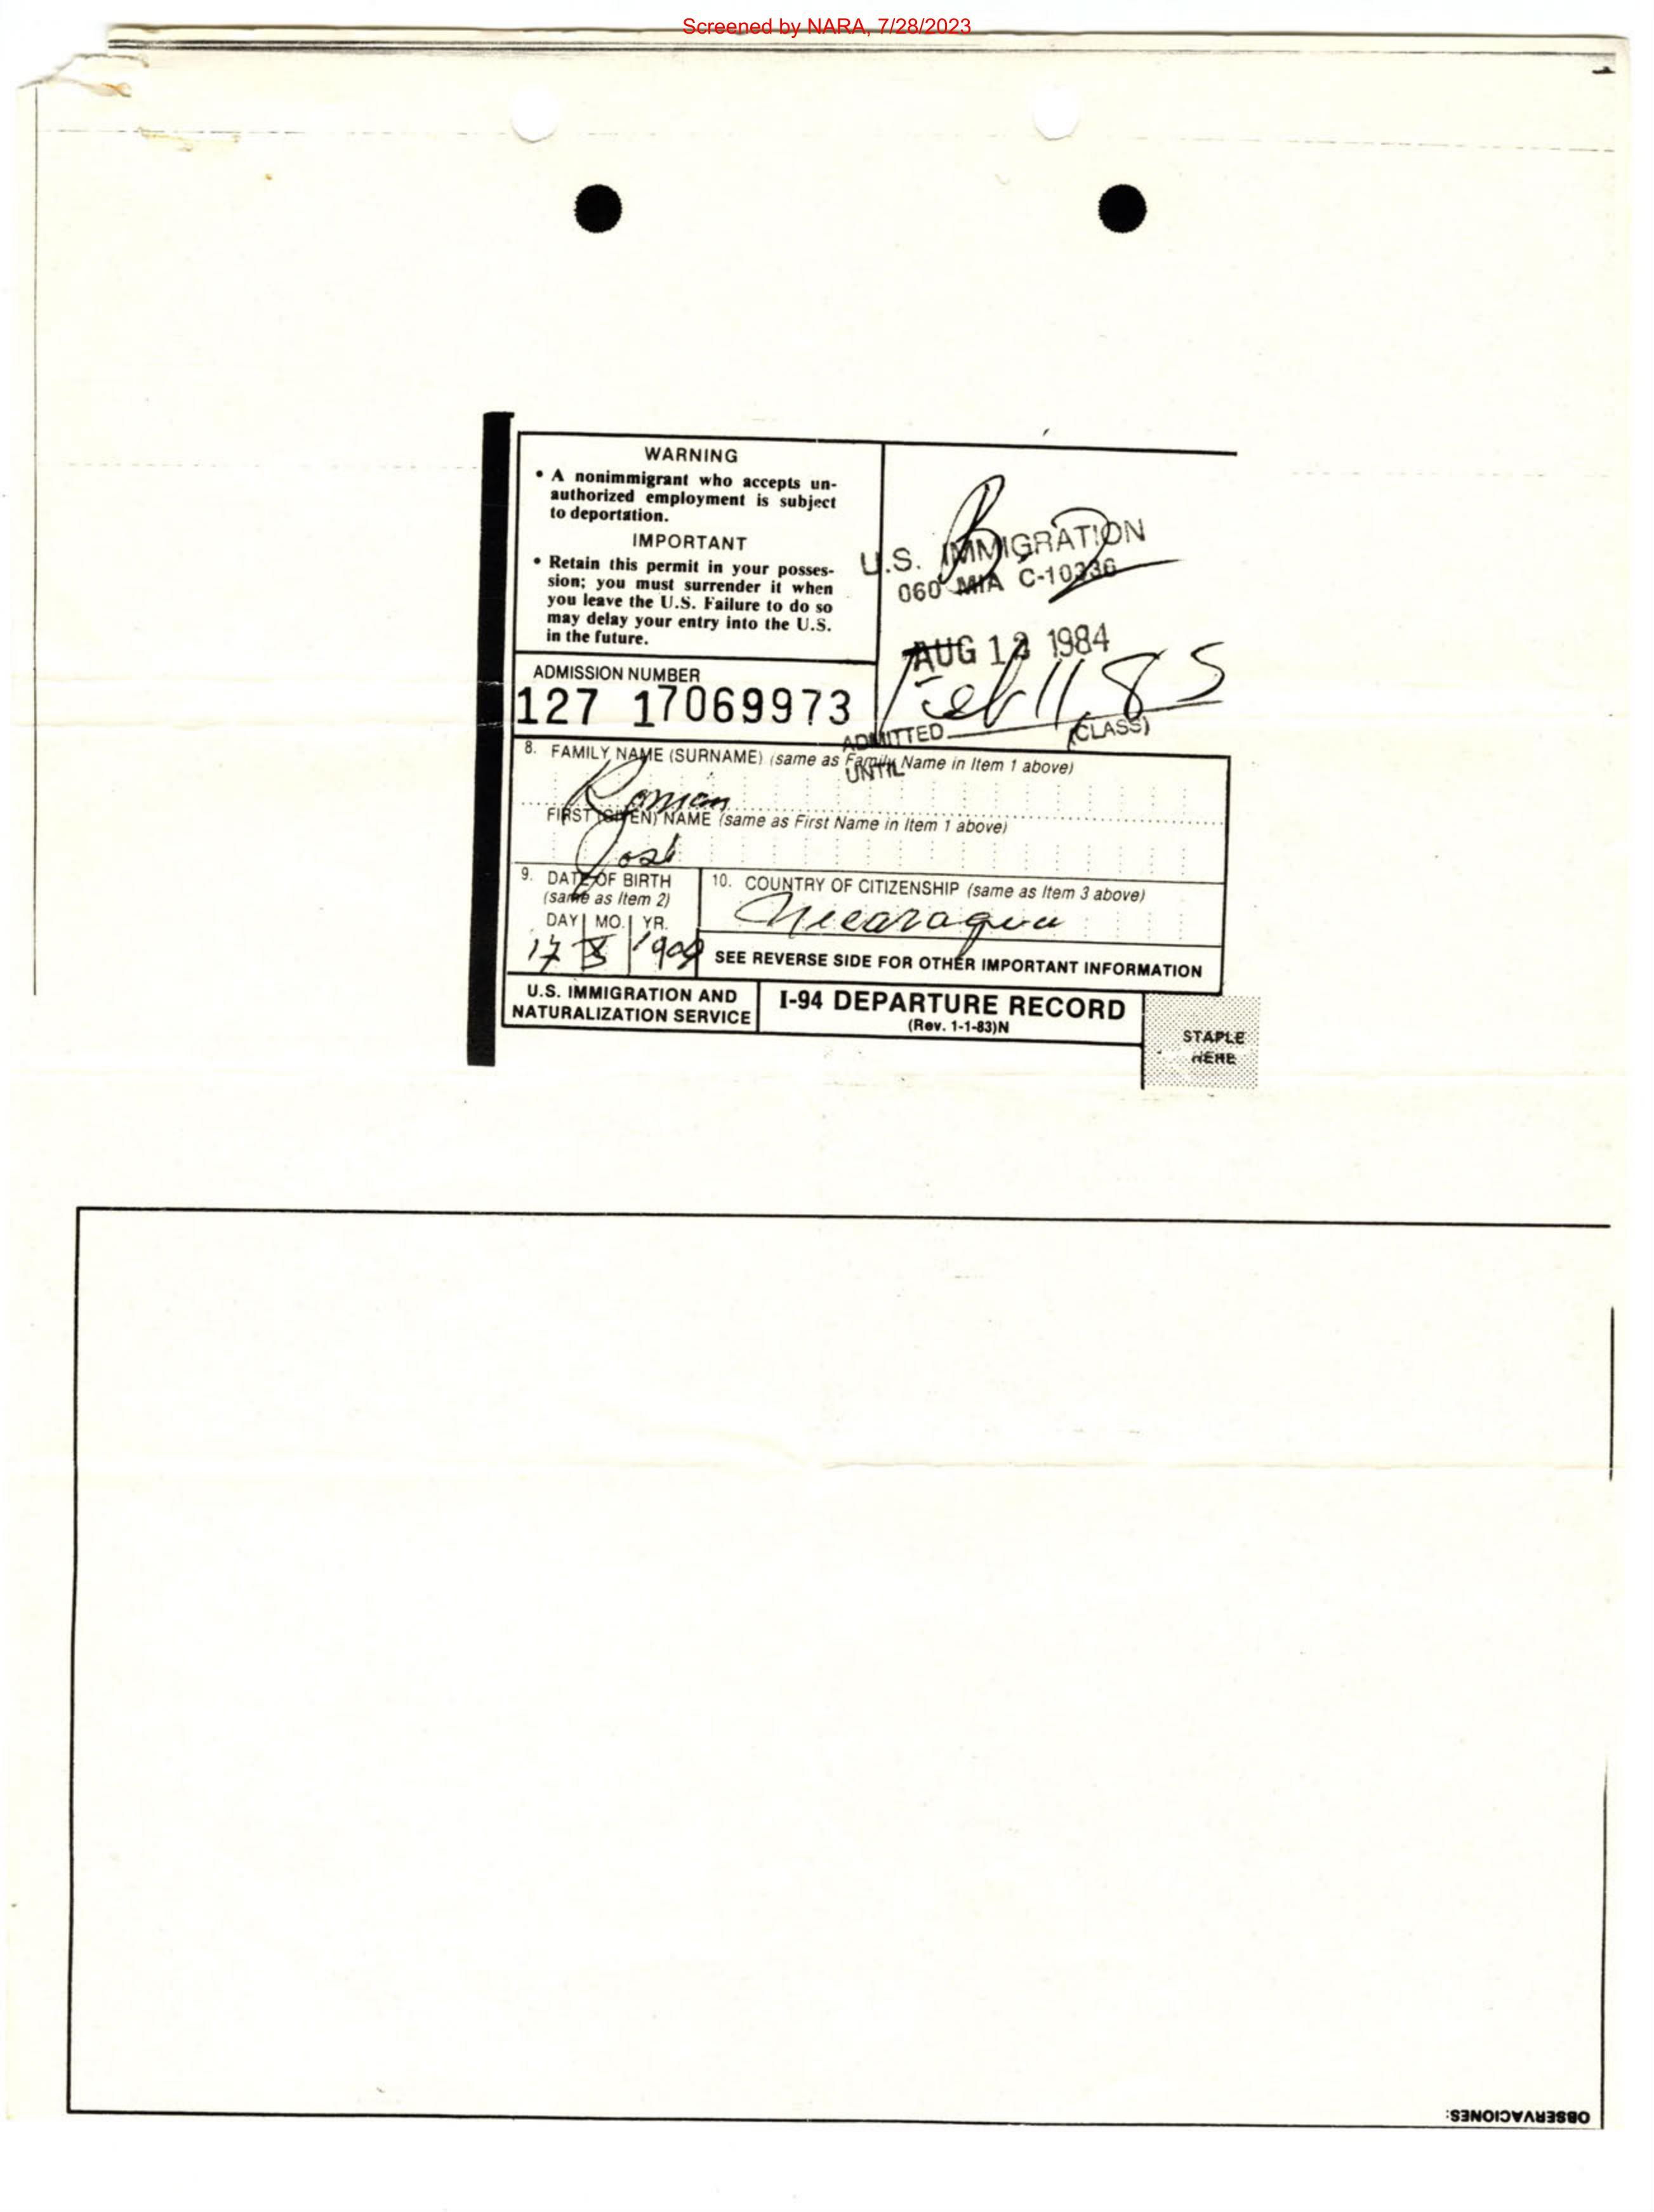 Screened by NARA, 7/28/2023
WARNING
• A nonimmigrant who accepts un-
authorized employment is subject
to deportation.
IMPORTANT
• Retain this permit in your posses-
sion; you must surrender it when
you leave the U.S. Failure to do so
may delay your entry into the U.S.
in the future.
U.S. IMMIGRATION
060 MIA C-10336
AUG 12 1984
Feb 11, 85
ADMITTED
(CLASS)
UNTIL
ADMISSION NUMBER
127 17069973
8. FAMILY NAME (SURNAME) (same as Family Name in Item 1 above)
Roman
FIRST (GIVEN) NAME (same as First Name in Item 1 above)
José
9. DATE OF BIRTH
(same as Item 2)
DAY MO. YR.
17 X 1909
10. COUNTRY OF CITIZENSHIP (same as Item 3 above)
Nicaragua
SEE REVERSE SIDE FOR OTHER IMPORTANT INFORMATION
U.S. IMMIGRATION AND
NATURALIZATION SERVICE
I-94 DEPARTURE RECORD
(Rev. 1-1-83)N
STAPLE
HERE
OBSERVACIONES: